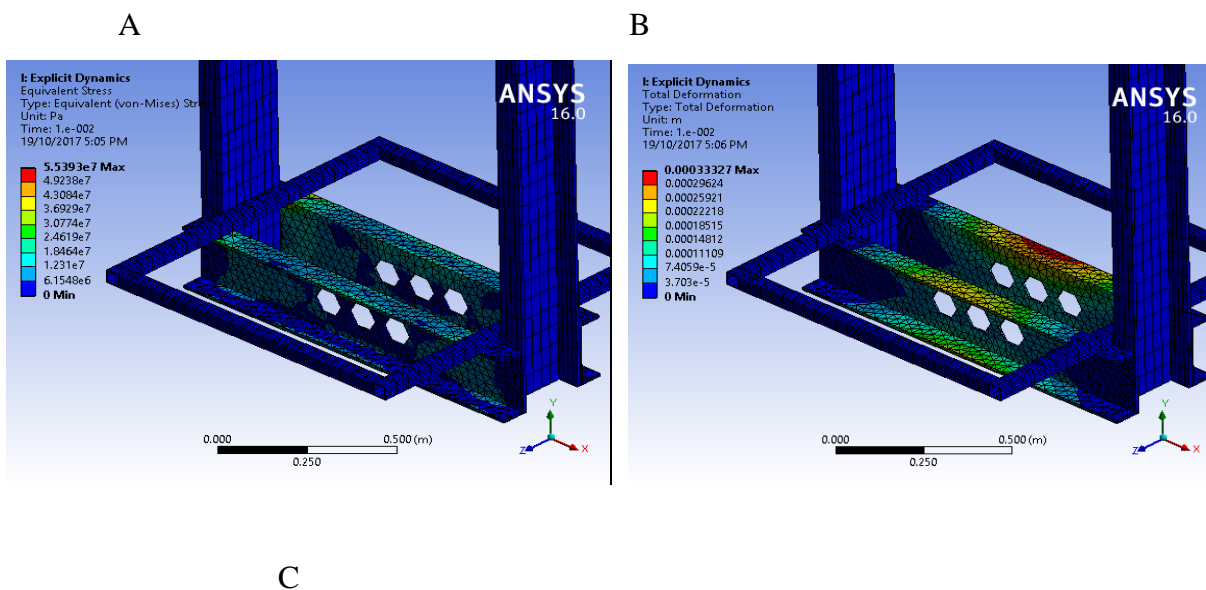 A
B
I: Explicit Dynamics
Equivalent Stress
Type: Equivalent (von-Mises) Stress
Unit: Pa
Time: 1.e-002
19/10/2017 5:05 PM
5.5393e7 Max
4.9238e7
4.3084e7
3.6929e7
3.0774e7
2.4619e7
1.8464e7
1.231e7
6.1548e6
0 Min
ANSYS
16.0
0.000
0.500 (m)
0.250
Y
Z
X
I: Explicit Dynamics
Total Deformation
Type: Total Deformation
Unit: m
Time: 1.e-002
19/10/2017 5:06 PM
0.00033327 Max
0.00029624
0.00025921
0.00022218
0.00018515
0.00014812
0.00011109
7.4059e-5
3.703e-5
0 Min
ANSYS
16.0
0.000
0.500 (m)
0.250
Y
Z
X
C